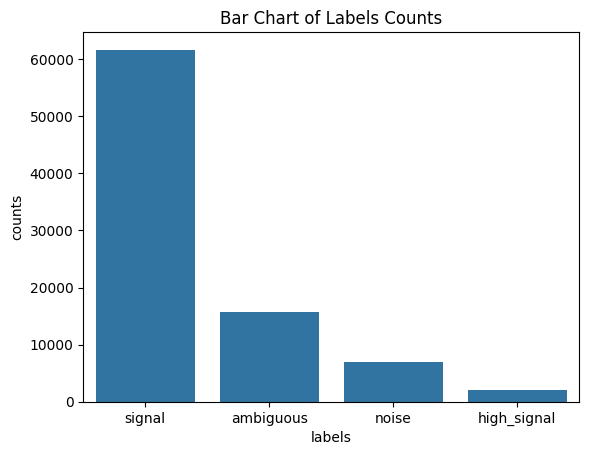 Bar Chart of Labels Counts
counts
60000
50000
40000
30000
20000
10000
0
signal ambiguous noise high_signal
labels